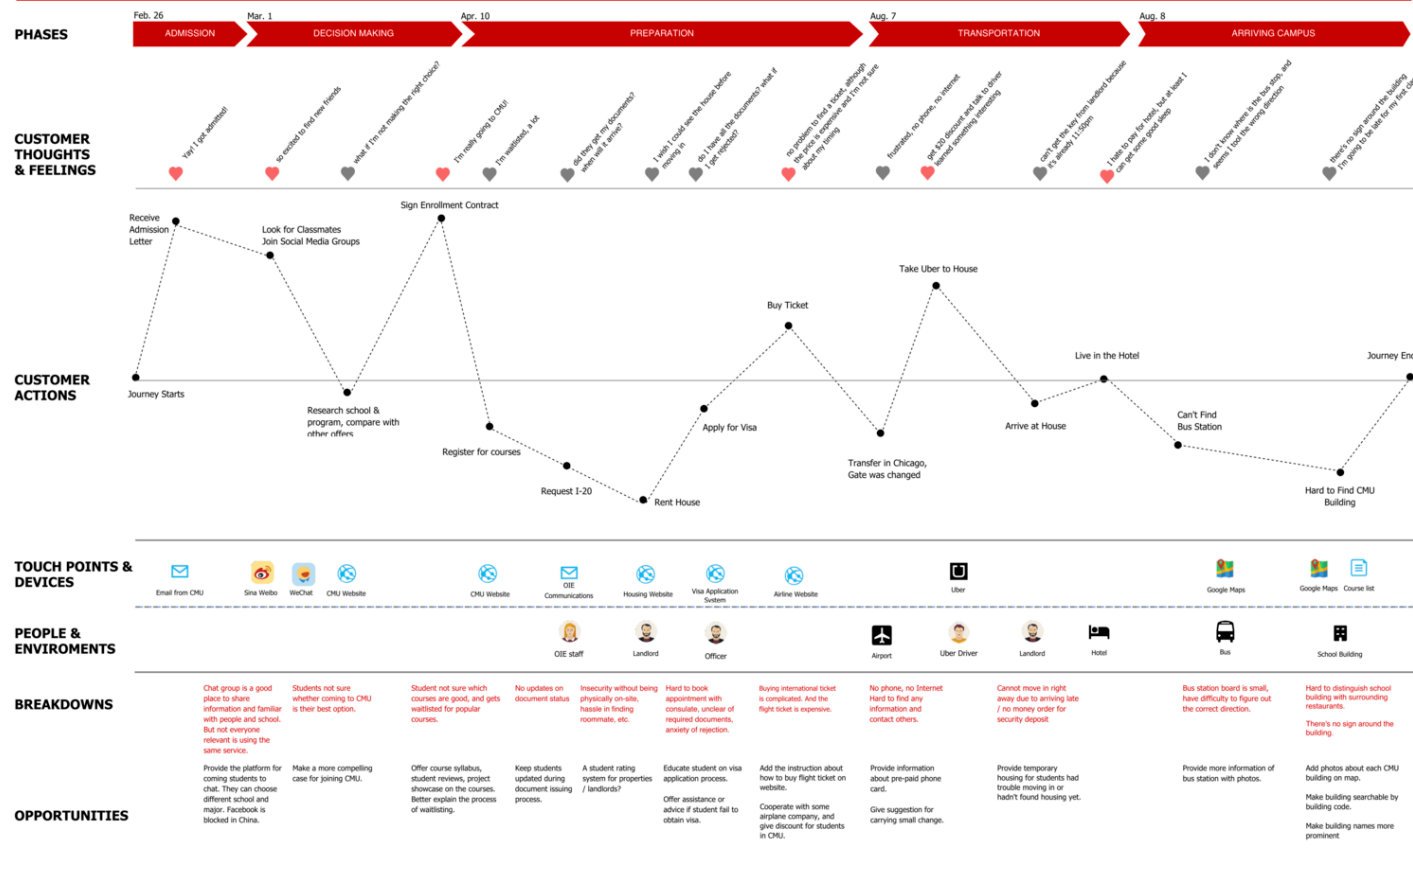 Feb. 26
Mar. 1
Apr. 10
Aug. 7
Aug. 8
PHASES
ADMISSION
DECISION MAKING
PREPARATION
TRANSPORTATION
ARRIVING CAMPUS
CUSTOMER
THOUGHTS
& FEELINGS
Yay! I got admitted!
so excited to find new friends
what if I'm not making the right choice?
I'm really going to CMU!
I'm waitlisted, a lot
did they get my documents?
when will it arrive?
I wish I could see the house before
moving in
do I have all the documents? what if
I get rejected?
no problem to find a ticket, although
the price is expensive and I'm not sure
about my timing
frustrated, no phone, no internet
get $20 discount and talk to driver
learned something interesting
can't get the key from landlord because
it's already 11:50pm
I hate to pay for hotel, but at least I
can get some good sleep
I don't know where is the bus stop, and
seems I took the wrong direction
there's no sign around the building
I'm going to be late for my first
CUSTOMER
ACTIONS
Journey Starts
Receive
Admission
Letter
Look for Classmates
Join Social Media Groups
Research school &
program, compare with
other offers
Sign Enrollment Contract
Register for courses
Request I-20
Rent House
Apply for Visa
Buy Ticket
Transfer in Chicago,
Gate was changed
Take Uber to House
Arrive at House
Live in the Hotel
Can't Find
Bus Station
Hard to Find CMU
Building
Journey End
TOUCH POINTS &
DEVICES
Email from CMU
Sina Weibo
WeChat
CMU Website
CMU Website
OIE
Communications
Housing Website
Visa Application
System
Airline Website
Uber
Google Maps
Google Maps
Course list
PEOPLE &
ENVIROMENTS
OIE staff
Landlord
Officer
Airport
Uber Driver
Landlord
Hotel
Bus
School Building
BREAKDOWNS
Chat group is a good
place to share
information and familiar
with people and school.
But not everyone
relevant is using the
same service.
Students not sure
whether coming to CMU
is their best option.
Student not sure which
courses are good, and gets
waitlisted for popular
courses.
No updates on
document status
Insecurity without being
physically on-site,
hassle in finding
roommate, etc.
Hard to book
appointment with
consulate, unclear of
required documents,
anxiety of rejection.
Buying international ticket
is complicated. And the
flight ticket is expensive.
No phone, no Internet
Hard to find any
information and
contact others.
Cannot move in right
away due to arriving late
/ no money order for
security deposit
Bus station board is small,
have difficulty to figure out
the correct direction.
Hard to distinguish school
building with surrounding
restaurants.
There's no sign around the
building.
OPPORTUNITIES
Provide the platform for
coming students to
chat. They can choose
different school and
major. Facebook is
blocked in China.
Make a more compelling
case for joining CMU.
Offer course syllabus,
student reviews, project
showcase on the courses.
Better explain the process
of waitlisting.
Keep students
updated during
document issuing
process.
A student rating
system for properties
/ landlords?
Educate student on visa
application process.
Offer assistance or
advice if student fail to
obtain visa.
Add the instruction about
how to buy flight ticket on
website.
Cooperate with some
airplane company, and
give discount for students
in CMU.
Provide information
about pre-paid phone
card.
Give suggestion for
carrying small change.
Provide temporary
housing for students had
trouble moving in or
hadn't found housing yet.
Provide more information of
bus station with photos.
Add photos about each CMU
building on map.
Make building searchable by
building code.
Make building names more
prominent